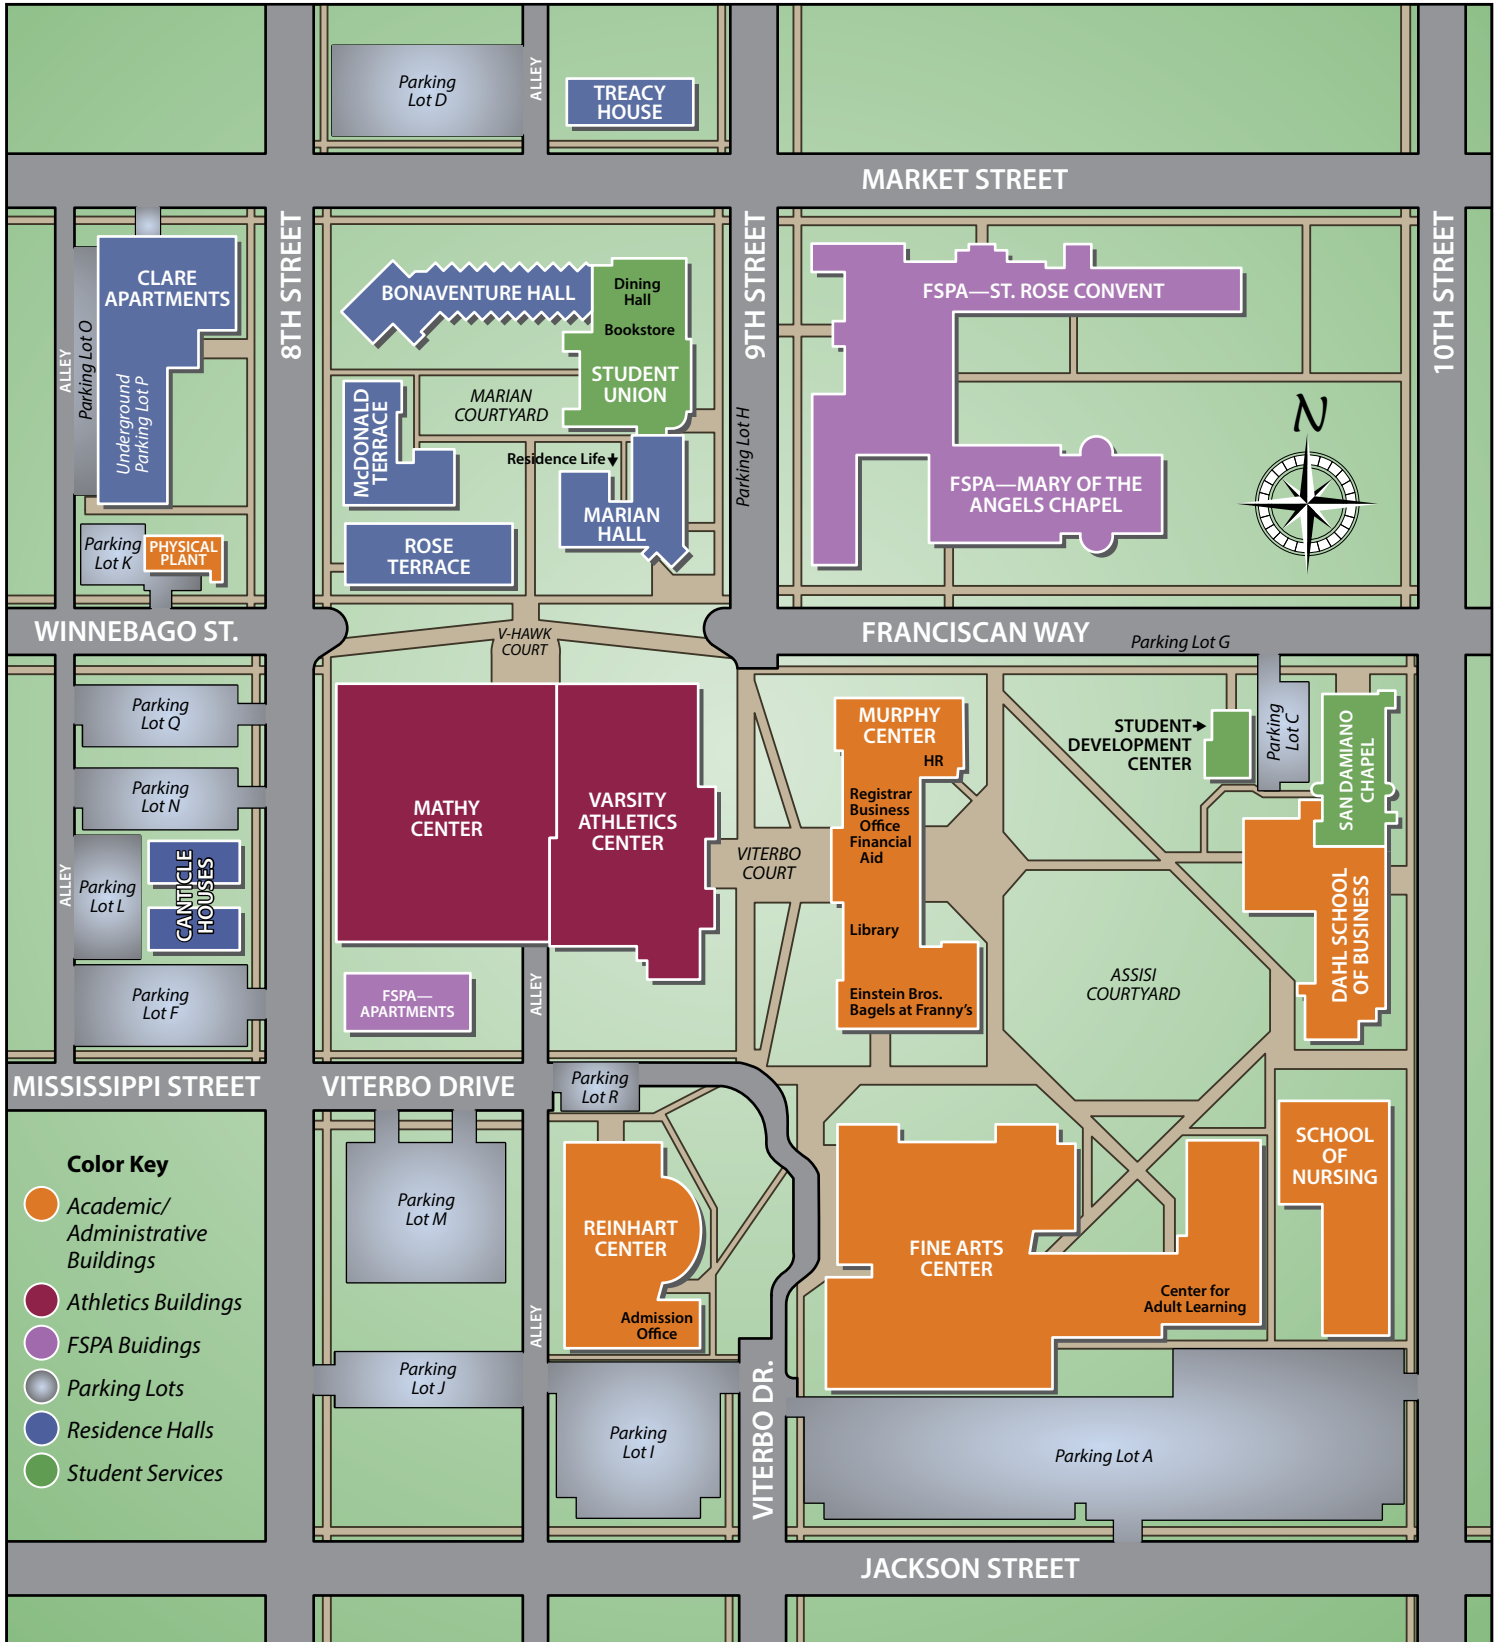 Parking
Lot D
ALLEY
TREACY
HOUSE
MARKET STREET
8TH STREET
9TH STREET
10TH STREET
CLARE
APARTMENTS
Underground
Parking Lot P
Parking Lot O
ALLEY
BONAVENTURE HALL
Dining
Hall
Bookstore
STUDENT
UNION
MARIAN
COURTYARD
McDONALD
TERRACE
Residence Life
MARIAN
HALL
ROSE
TERRACE
Parking Lot H
FSPA—ST. ROSE CONVENT
FSPA—MARY OF THE
ANGELS CHAPEL
N
Parking
Lot K
PHYSICAL
PLANT
WINNEBAGO ST.
V-HAWK
COURT
FRANCISCAN WAY
Parking Lot G
Parking
Lot Q
Parking
Lot N
ALLEY
Parking
Lot L
CANTICLE
HOUSES
Parking
Lot F
MATHY
CENTER
VARSITY
ATHLETICS
CENTER
VITERBO
COURT
MURPHY
CENTER
HR
Registrar
Business
Office
Financial
Aid
Library
Einstein Bros.
Bagels at Franny's
STUDENT
DEVELOPMENT
CENTER
Parking
Lot C
SAN DAMIANO
CHAPEL
DAHL SCHOOL
OF BUSINESS
ASSISI
COURTYARD
FSPA—
APARTMENTS
ALLEY
MISSISSIPPI STREET
VITERBO DRIVE
Parking
Lot R
Color Key
Academic/
Administrative
Buildings
Athletics Buildings
FSPA Buidings
Parking Lots
Residence Halls
Student Services
Parking
Lot M
REINHART
CENTER
Admission
Office
ALLEY
Parking
Lot J
Parking
Lot I
VITERBO DR.
FINE ARTS
CENTER
Center for
Adult Learning
SCHOOL
OF
NURSING
Parking Lot A
JACKSON STREET